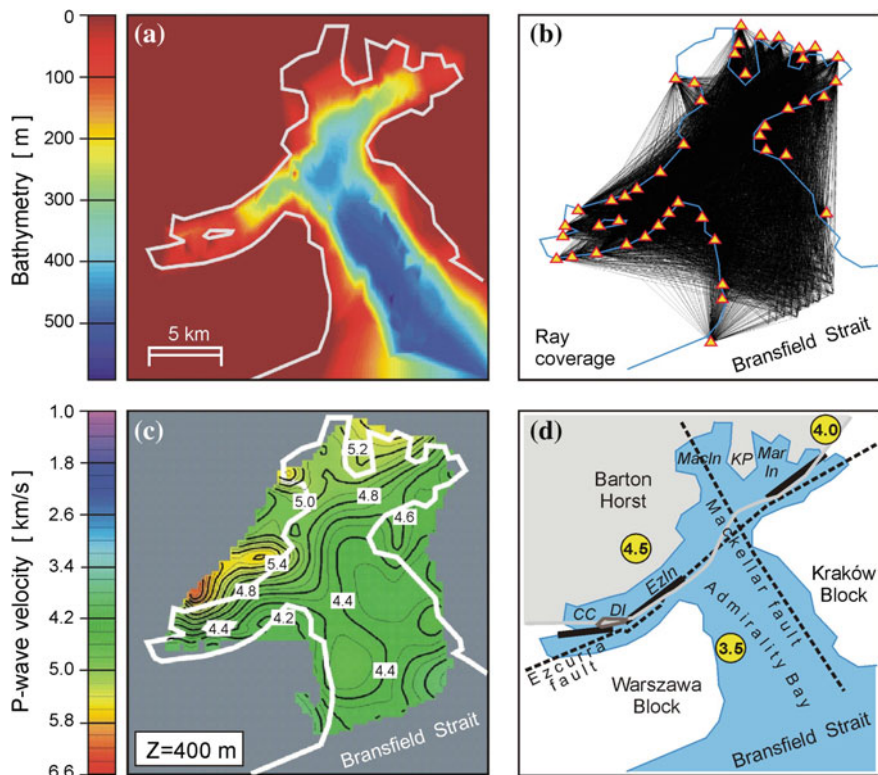 0
100
200
300
400
500
Bathymetry [ m ]
(a)
5 km
(b)
Ray
coverage
Bransfield Strait
1.0
1.8
2.6
3.4
4.2
5.0
5.8
6.6
P-wave velocity [ km/s ]
(c)
5.2
5.0
4.8
4.6
5.4
4.8
4.4
4.2
4.4
4.4
Z=400 m
Bransfield Strait
(d)
4.0
MacIn
KP
Mar
In
Barton
Horst
4.5
Mackellar fault
EzIn
Kraków
Block
CC
DI
Admirality Bay
3.5
Ezcurra
fault
Warszawa
Block
Bransfield Strait